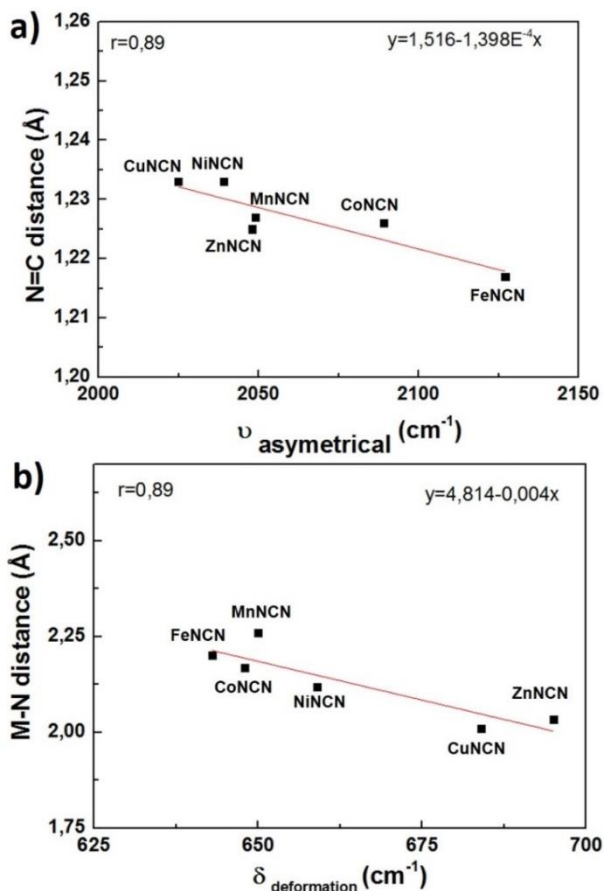 a)
r=0,89
y=1,516-1,398E⁻⁴x
1,26
1,25
1,24
1,23
1,22
1,21
1,20
N=C distance (Å)
CuNCN
NiNCN
MnNCN
ZnNCN
CoNCN
FeNCN
2000
2050
2100
2150
υ asymetrical (cm⁻¹)
b)
r=0,89
y=4,814-0,004x
2,50
2,25
2,00
1,75
M-N distance (Å)
FeNCN
MnNCN
CoNCN
NiNCN
CuNCN
ZnNCN
625
650
675
700
δ deformation (cm⁻¹)